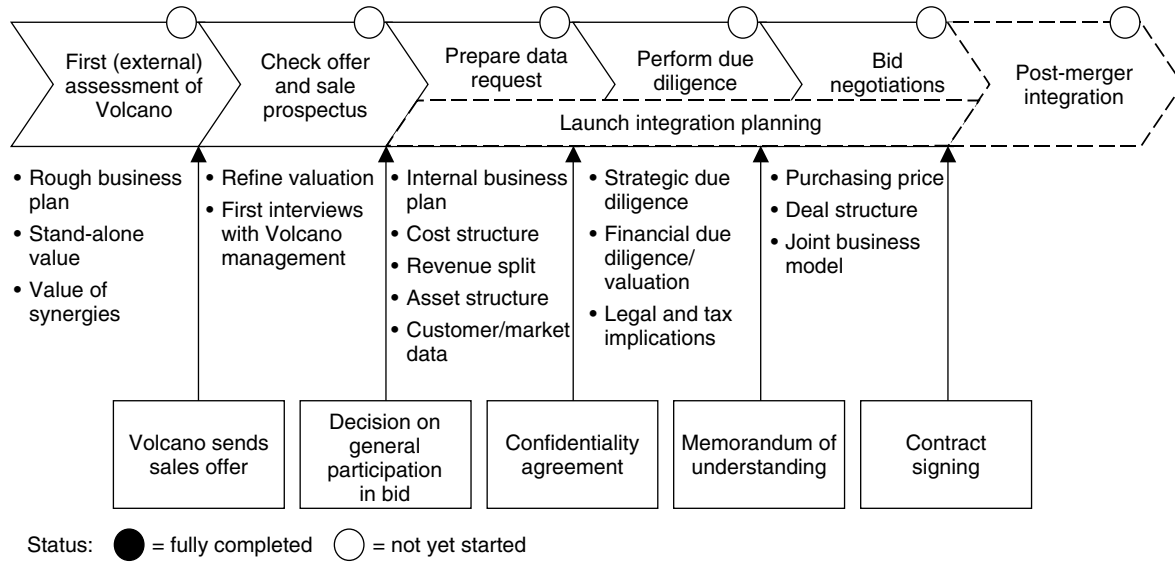 First (external)
assessment of
Volcano
Check offer
and sale
prospectus
Prepare data
request
Perform due
diligence
Bid
negotiations
Post-merger
integration
Launch integration planning
• Rough business
plan
• Stand-alone
value
• Value of
synergies
• Refine valuation
• First interviews
with Volcano
management
• Internal business
plan
• Cost structure
• Revenue split
• Asset structure
• Customer/market
data
• Strategic due
diligence
• Financial due
diligence/
valuation
• Legal and tax
implications
• Purchasing price
• Deal structure
• Joint business
model
Volcano sends
sales offer
Decision on
general
participation
in bid
Confidentiality
agreement
Memorandum of
understanding
Contract
signing
Status: = fully completed = not yet started